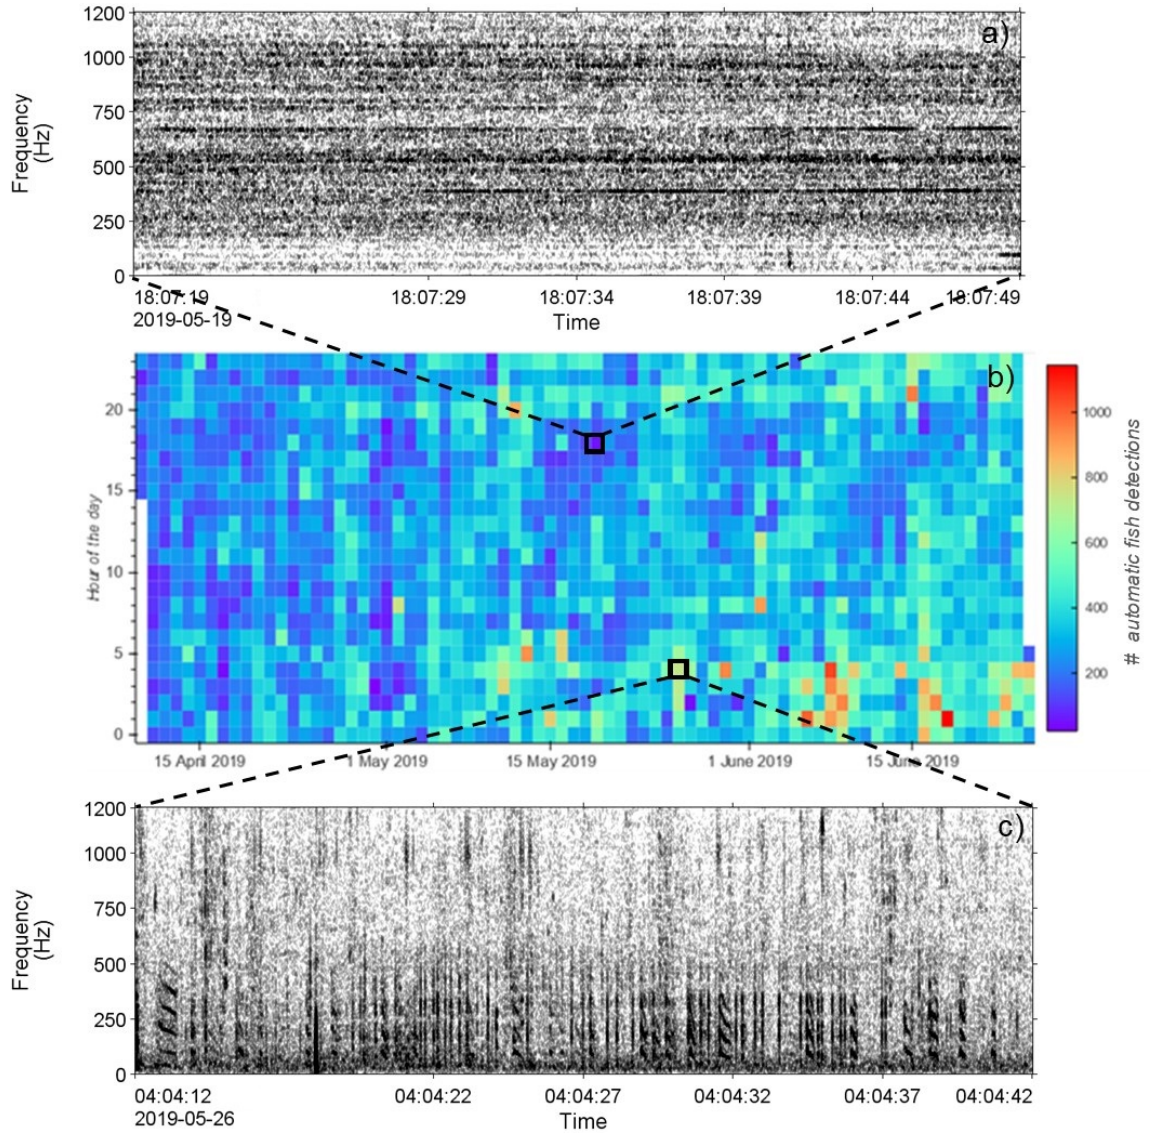 1200
1000
750
500
250
0
Frequency
(Hz)
a)
18:07:19 18:07:29 18:07:34 18:07:39 18:07:44 18:07:49
2019-05-19
Time
b)
20
15
10
5
0
Hour of the day
15 April 2019 1 May 2019 15 May 2019 1 June 2019 15 June 2019
1000
800
600
400
200
# automatic fish detections
1200
1000
750
500
250
0
Frequency
(Hz)
c)
04:04:12 04:04:22 04:04:27 04:04:32 04:04:37 04:04:42
2019-05-26
Time